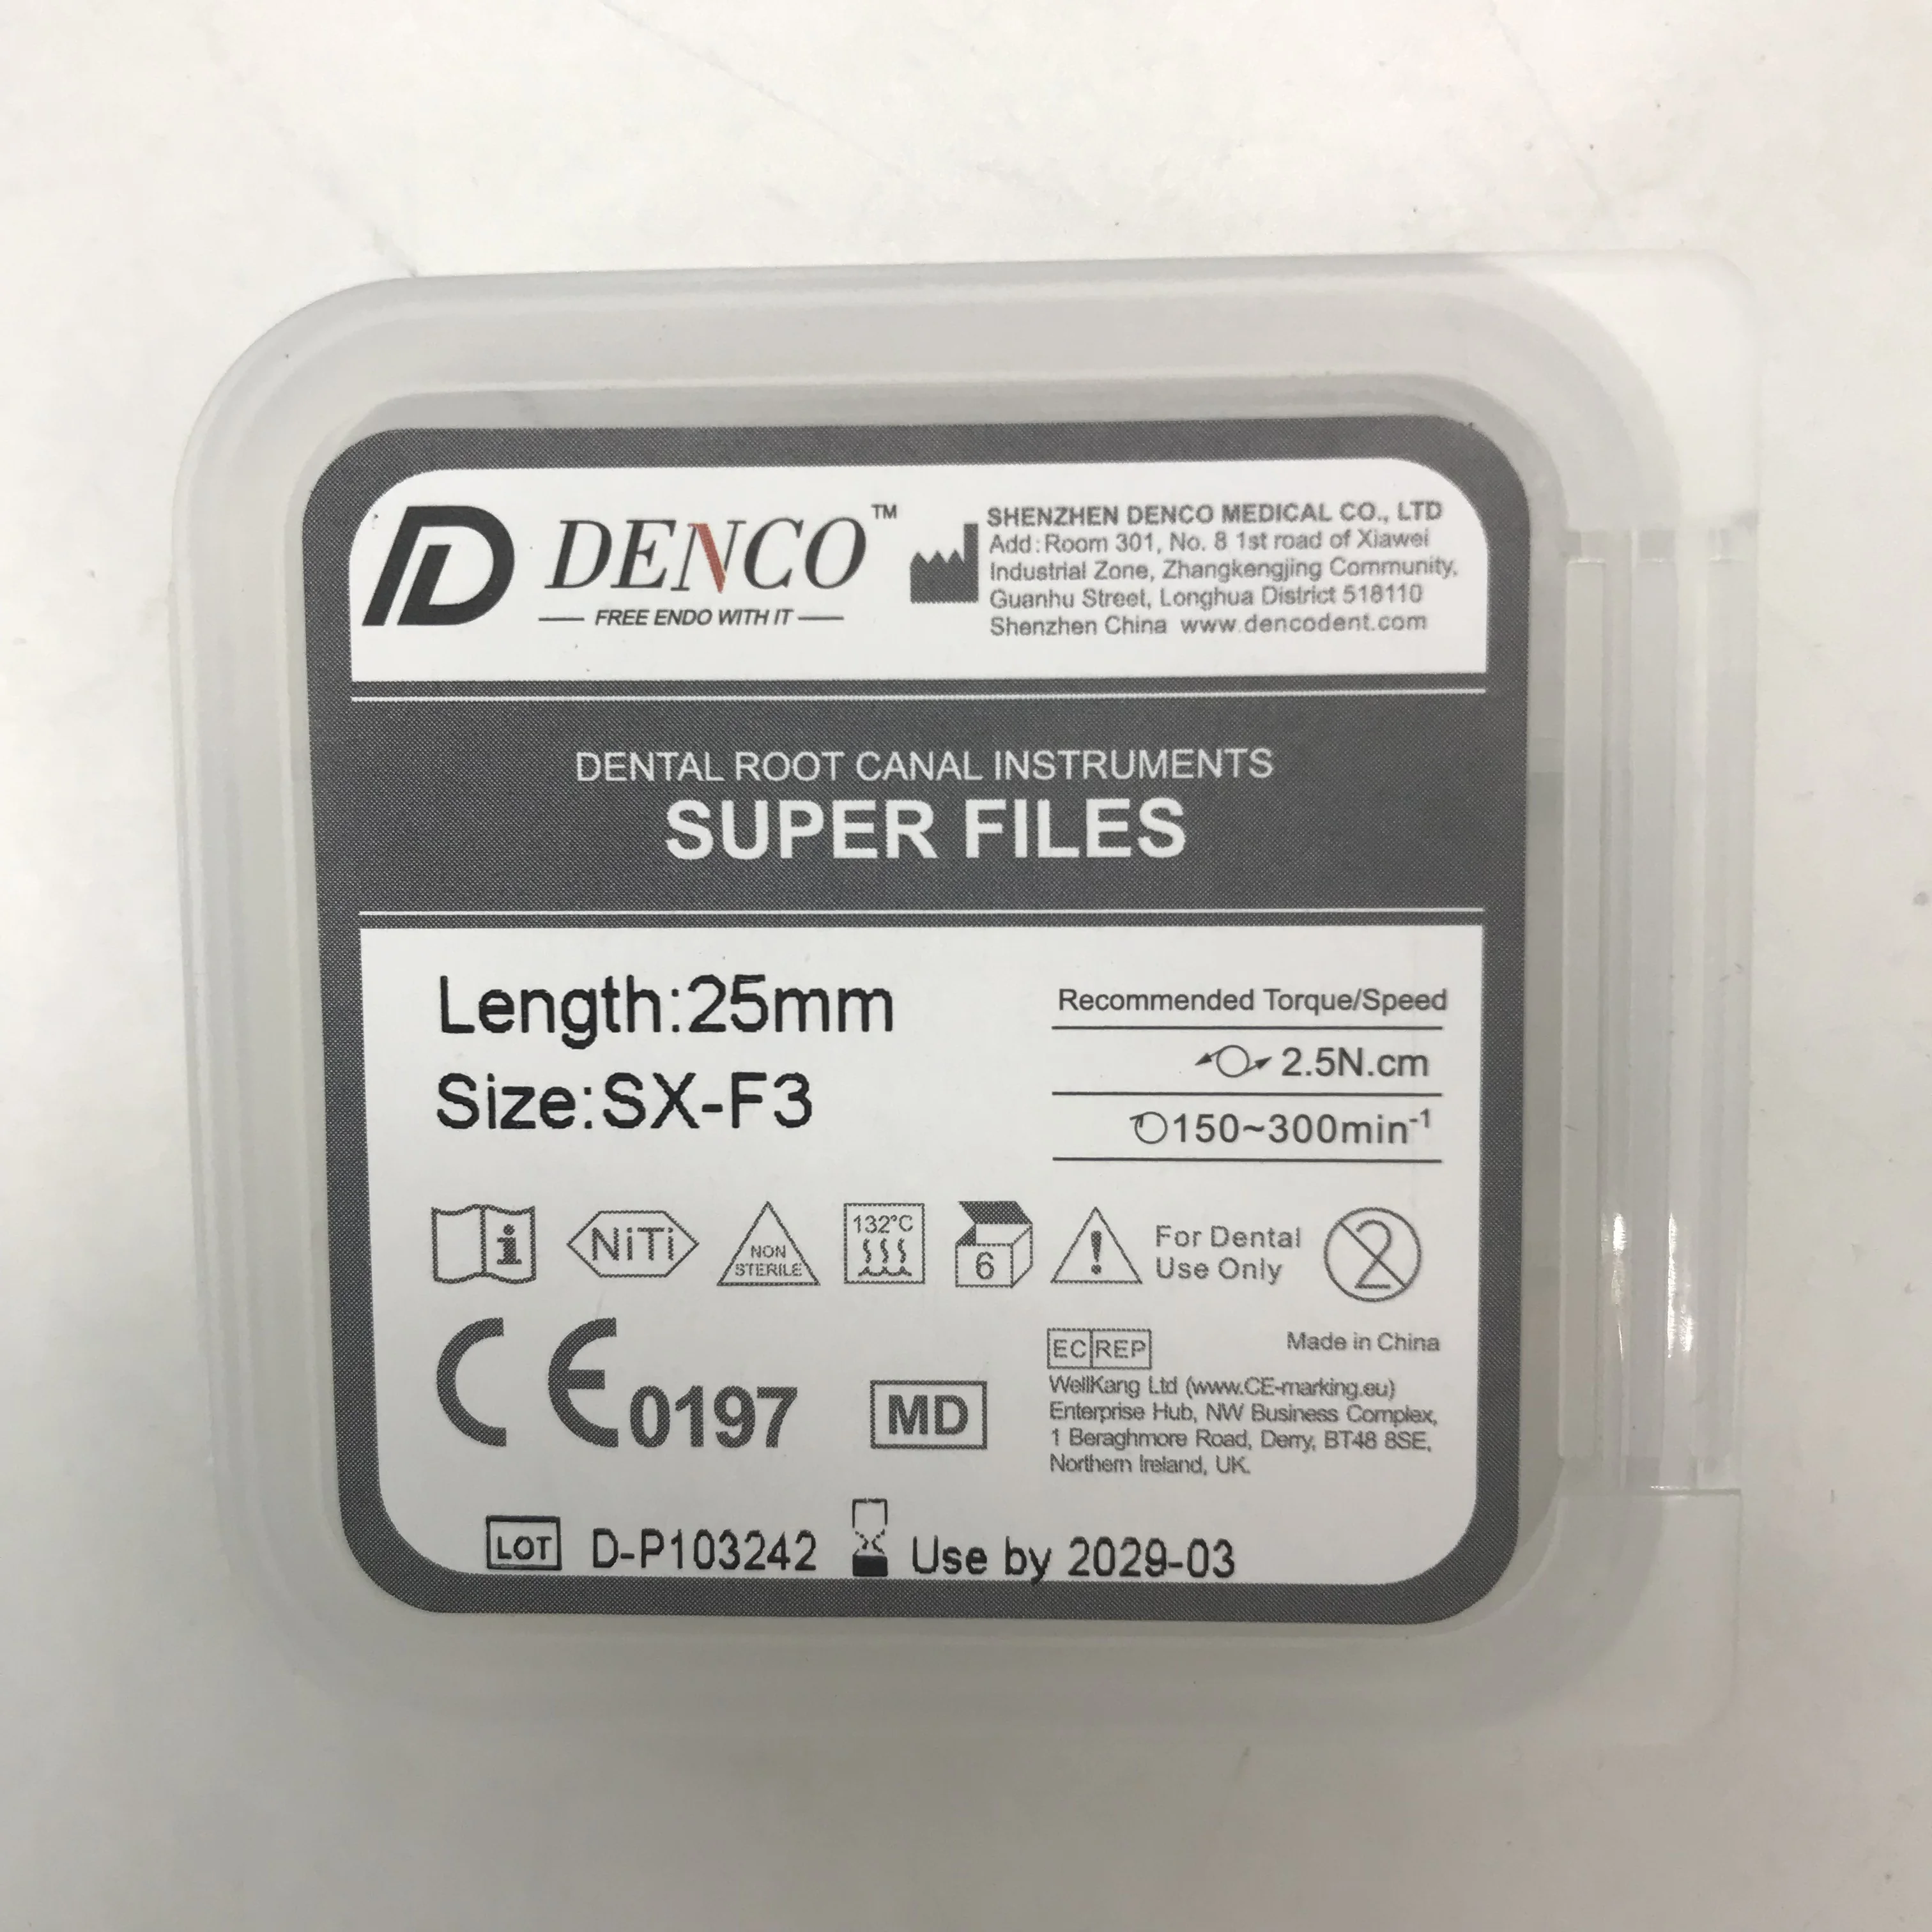 DENCO™
FREE ENDO WITH IT
SHENZHEN DENCO MEDICAL CO., LTD
Add: Room 301, No. 8 1st road of Xiawei
Industrial Zone, Zhangkengjing Community,
Guanhu Street, Longhua District 518110
Shenzhen China www.dencodent.com
DENTAL ROOT CANAL INSTRUMENTS
SUPER FILES
Length:25mm
Size:SX-F3
Recommended Torque/Speed
2.5N.cm
150~300min⁻¹
i
NiTi
NON
STERILE
132°C
6
!
For Dental
Use Only
2
CE 0197
MD
EC REP
Made in China
WellKang Ltd (www.CE-marking.eu)
Enterprise Hub, NW Business Complex,
1 Beraghmore Road, Derry, BT48 8SE,
Northern Ireland, UK.
LOT D-P103242 Use by 2029-03